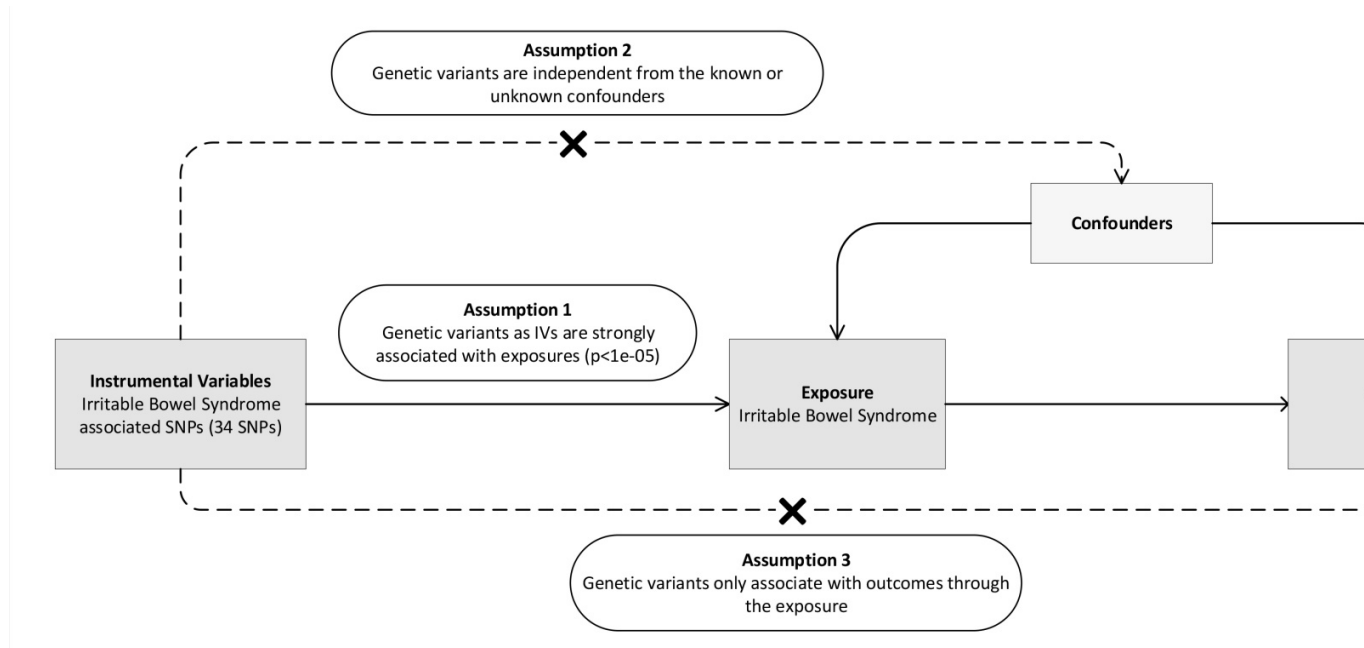 Assumption 2
Genetic variants are independent from the known or
unknown confounders
Confounders
Assumption 1
Genetic variants as IVs are strongly
associated with exposures (p<1e-05)
Instrumental Variables
Irritable Bowel Syndrome
associated SNPs (34 SNPs)
Exposure
Irritable Bowel Syndrome
Assumption 3
Genetic variants only associate with outcomes through
the exposure